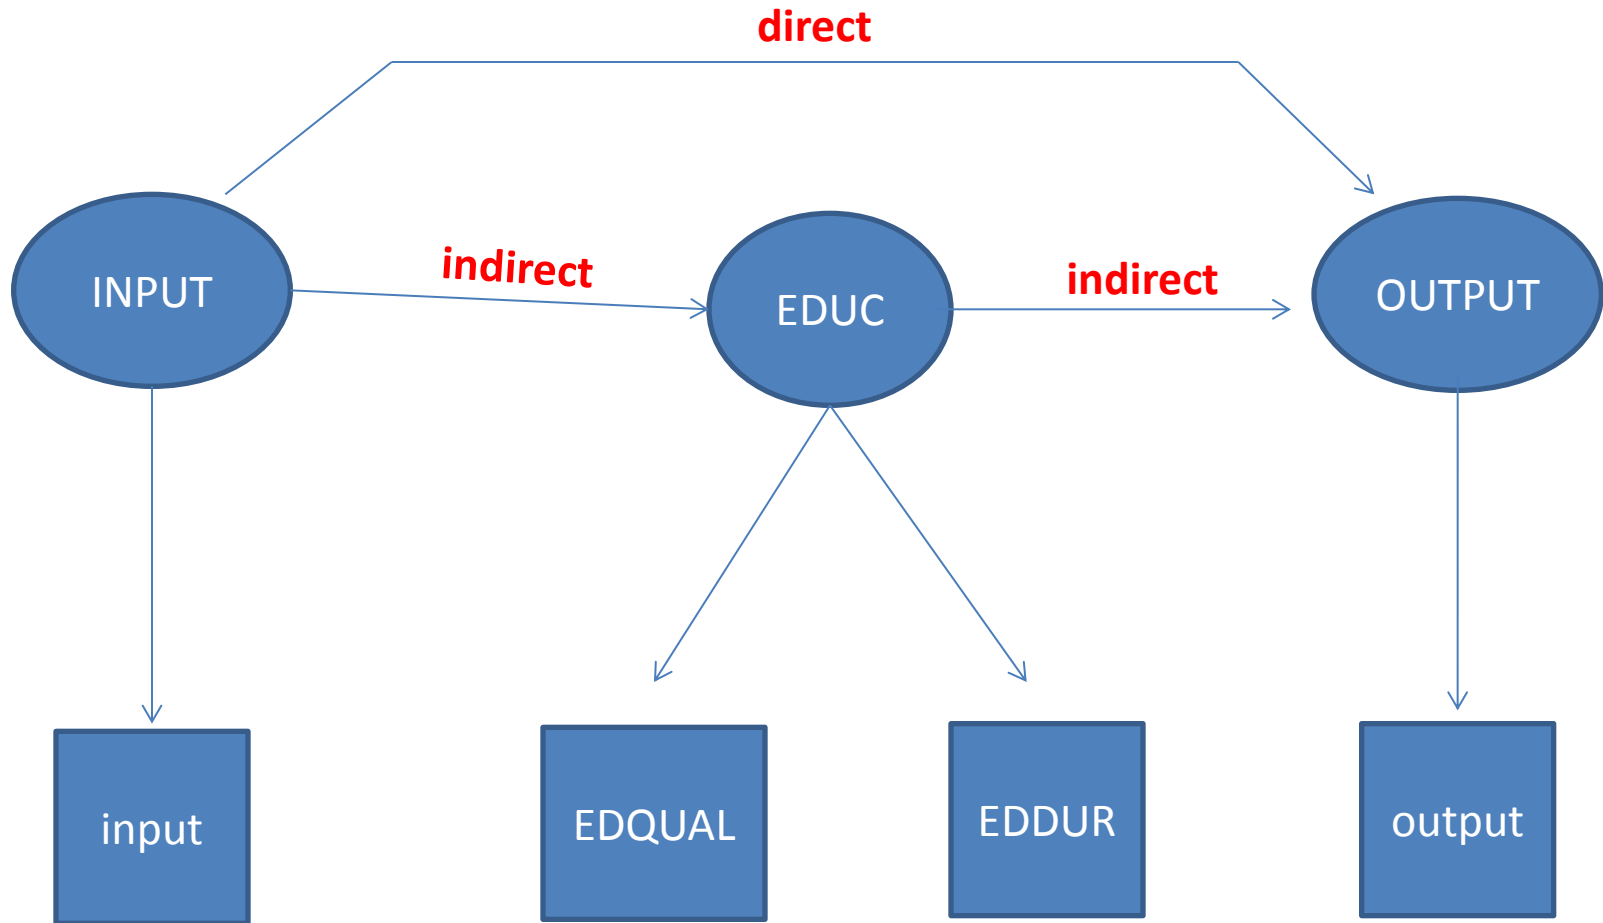 direct
indirect
indirect
INPUT
EDUC
OUTPUT
input
EDQUAL
EDDUR
output